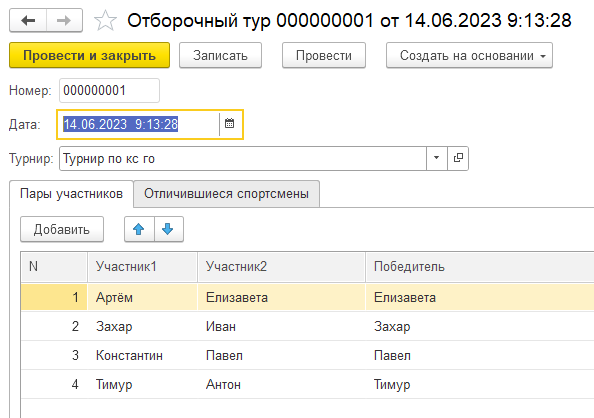 Отборочный тур 000000001 от 14.06.2023 9:13:28
Провести и закрыть Записать Провести Создать на основании
Номер: 000000001
Дата: 14.06.2023 9:13:28
Турнир: Турнир по кс го
Пары участников Отличившиеся спортсмены
Добавить
N Участник1 Участник2 Победитель
1 Артём Елизавета Елизавета
2 Захар Иван Захар
3 Константин Павел Павел
4 Тимур Антон Тимур